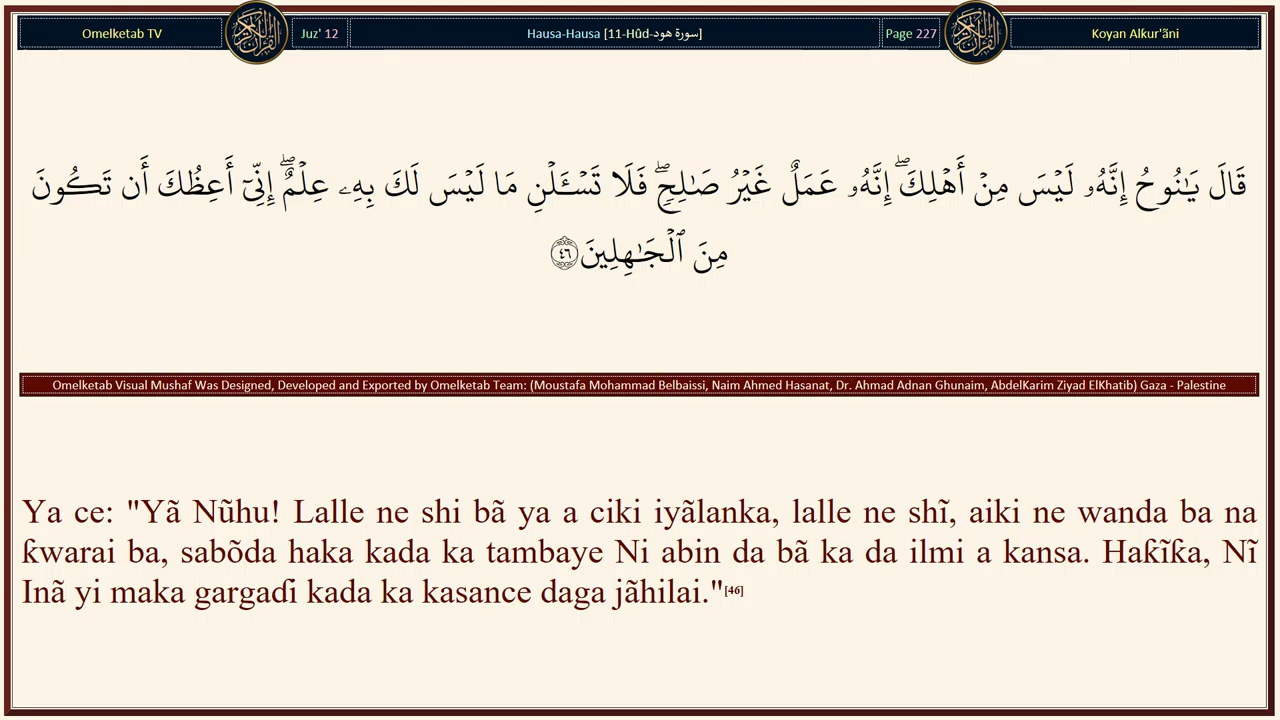 Omelketab TV
Juz' 12
Hausa-Hausa [11-Hûd-سورة هود]
Page 227
Koyan Alƙur'ãni
قَالَ يَـٰنُوحُ إِنَّهُۥ لَيْسَ مِنْ أَهْلِكَ ۖ إِنَّهُۥ عَمَلٌ غَيْرُ صَـٰلِحٍ ۖ فَلَا تَسْـَٔلْنِ مَا لَيْسَ لَكَ بِهِۦ عِلْمٌ ۖ إِنِّىٓ أَعِظُكَ أَن تَكُونَ
مِنَ ٱلْجَـٰهِلِينَ ٤٦
Omelketab Visual Mushaf Was Designed, Developed and Exported by Omelketab Team: (Moustafa Mohammad Belbaissi, Naim Ahmed Hasanat, Dr. Ahmad Adnan Ghunaim, AbdelKarim Ziyad ElKhatib) Gaza - Palestine
Ya ce: "Yã Nũhu! Lalle ne shi bã ya a ciki iyãlanka, lalle ne shĩ, aiki ne wanda ba na
ƙwarai ba, sabõda haka kada ka tambaye Ni abin da bã ka da ilmi a kansa. Haƙĩƙa, Nĩ
Inã yi maka gargaɗi kada ka kasance daga jãhilai."[46]